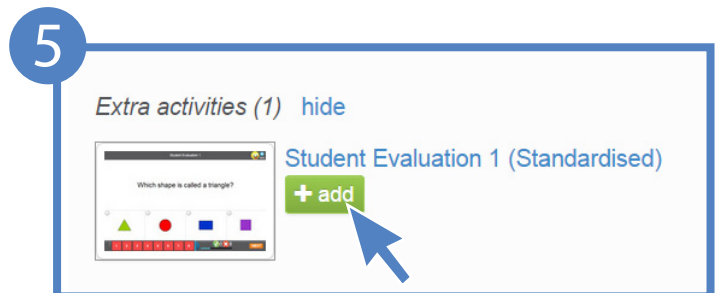 5
Extra activities (1) hide
Student Evaluation 1 (Standardised)
+ add
Student Evaluation 1
Which shape is called a triangle?